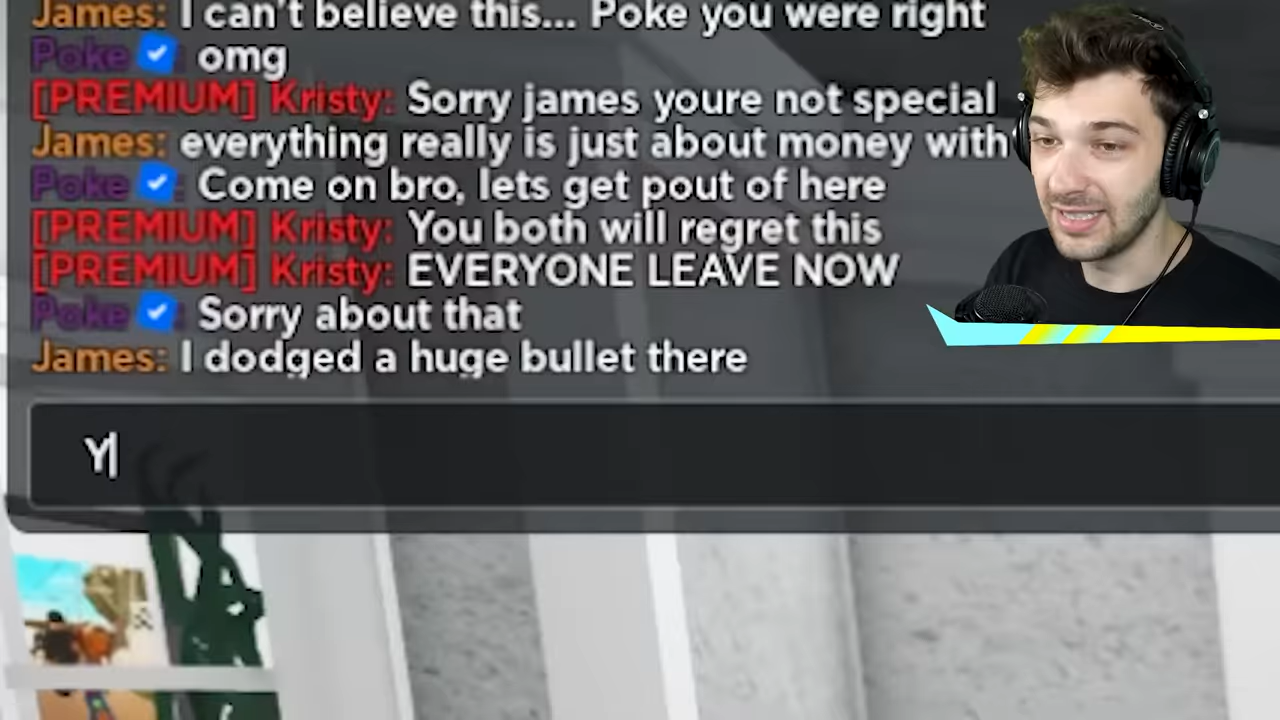 James: I can't believe this... Poke you were right
Poke : omg
[PREMIUM] Kristy: Sorry james youre not special
James: everything really is just about money with
Poke : Come on bro, lets get pout of here
[PREMIUM] Kristy: You both will regret this
[PREMIUM] Kristy: EVERYONE LEAVE NOW
Poke : Sorry about that
James: I dodged a huge bullet there
Y